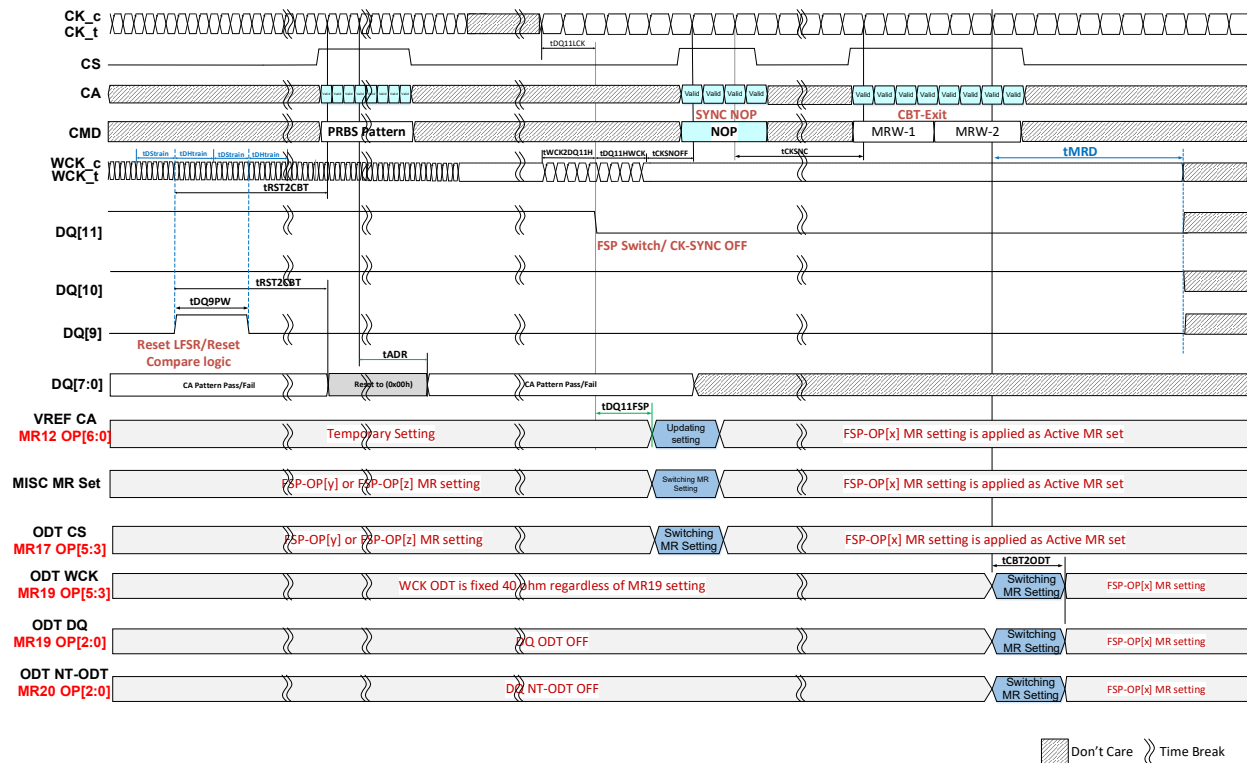 CK_c
CK_t
tDQ11LCK
CS
CA
Valid Valid Valid Valid Valid Valid Valid Valid
Valid Valid Valid Valid
Valid Valid Valid Valid Valid Valid Valid Valid
SYNC NOP
CBT-Exit
CMD
PRBS Pattern
NOP
MRW-1
MRW-2
tDStrain tDHtrain tDStrain tDHtrain
tWCK2DQ11H tDQ11HWCK tCKSNOFF
tCKSNC
tMRD
WCK_c
WCK_t
tRST2CBT
DQ[11]
FSP Switch/ CK-SYNC OFF
DQ[10]
tRST2CBT
tDQ9PW
DQ[9]
Reset LFSR/Reset
Compare logic
tADR
DQ[7:0]
CA Pattern Pass/Fail
Reset to (0x00h)
CA Pattern Pass/Fail
tDQ11FSP
VREF CA
MR12 OP[6:0]
Temporary Setting
Updating
setting
FSP-OP[x] MR setting is applied as Active MR set
MISC MR Set
FSP-OP[y] or FSP-OP[z] MR setting
Switching MR
Setting
FSP-OP[x] MR setting is applied as Active MR set
ODT CS
MR17 OP[5:3]
FSP-OP[y] or FSP-OP[z] MR setting
Switching
MR Setting
FSP-OP[x] MR setting is applied as Active MR set
tCBT2ODT
ODT WCK
MR19 OP[5:3]
WCK ODT is fixed 40 ohm regardless of MR19 setting
Switching
MR Setting
FSP-OP[x] MR setting
ODT DQ
MR19 OP[2:0]
DQ ODT OFF
Switching
MR Setting
FSP-OP[x] MR setting
ODT NT-ODT
MR20 OP[2:0]
DQ NT-ODT OFF
Switching
MR Setting
FSP-OP[x] MR setting
Don't Care
Time Break